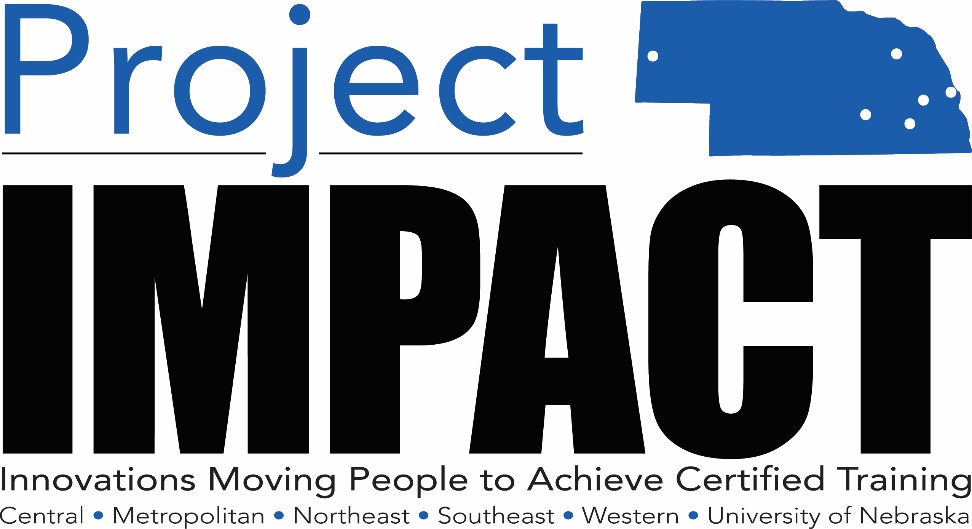 Project
IMPACT
Innovations Moving People to Achieve Certified Training
Central • Metropolitan • Northeast • Southeast • Western • University of Nebraska